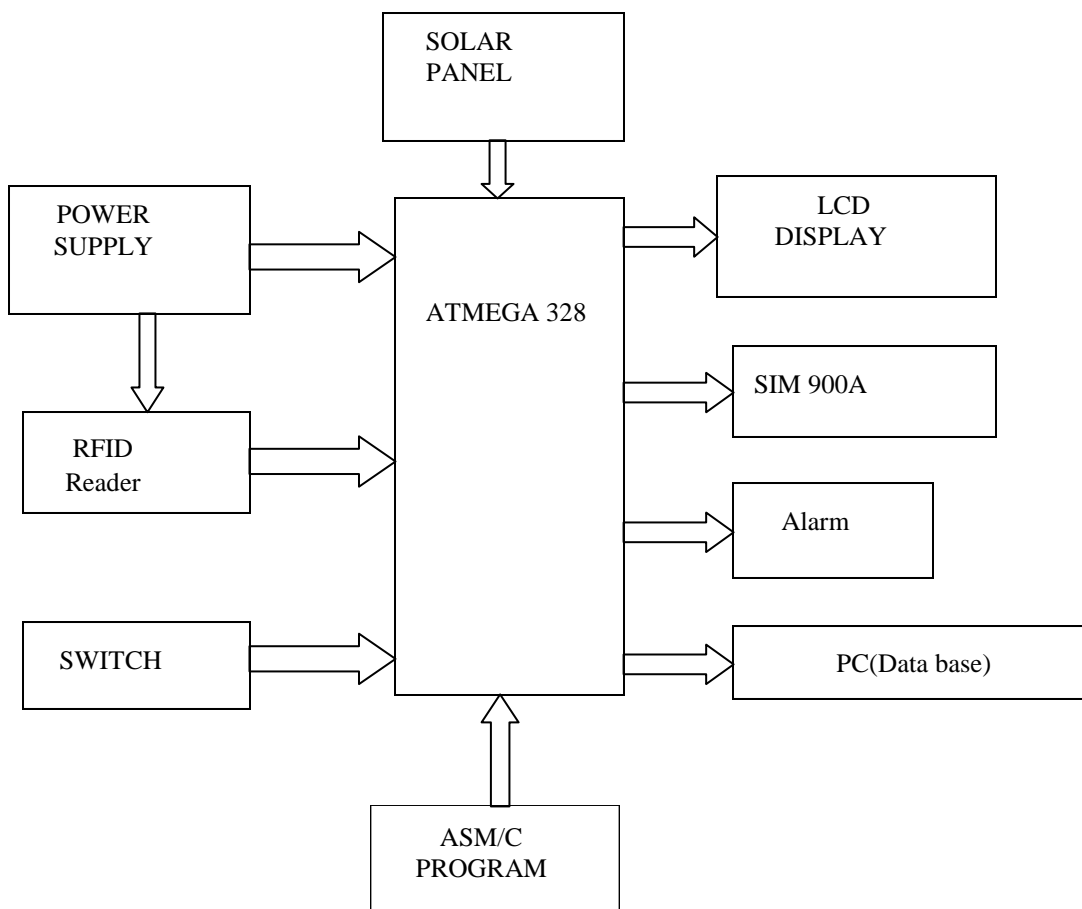 SOLAR
PANEL
POWER
SUPPLY
LCD
DISPLAY
ATMEGA 328
SIM 900A
RFID
Reader
Alarm
SWITCH
PC(Data base)
ASM/C
PROGRAM